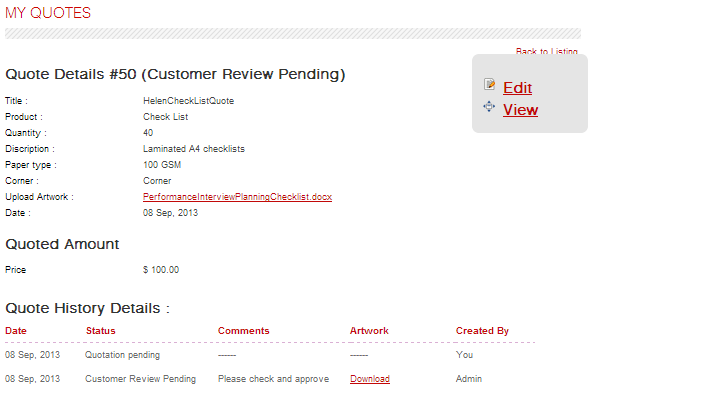 MY QUOTES
Back to Listing
Quote Details #50 (Customer Review Pending)
Edit
View
Title : HelenCheckListQuote
Product : Check List
Quantity : 40
Discription : Laminated A4 checklists
Paper type : 100 GSM
Corner : Corner
Upload Artwork : PerformanceInterviewPlanningChecklist.docx
Date : 08 Sep, 2013
Quoted Amount
Price $ 100.00
Quote History Details :
Date Status Comments Artwork Created By
08 Sep, 2013 Quotation pending ------ ------ You
08 Sep, 2013 Customer Review Pending Please check and approve Download Admin